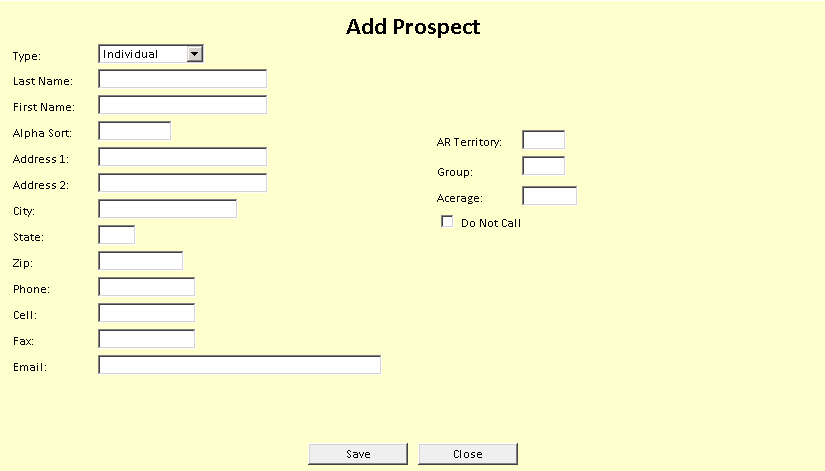 Add Prospect
Type: Individual
Last Name:
First Name:
Alpha Sort:
Address 1:
Address 2:
City:
State:
Zip:
Phone:
Cell:
Fax:
Email:
AR Territory:
Group:
Acerage:
Do Not Call
Save Close